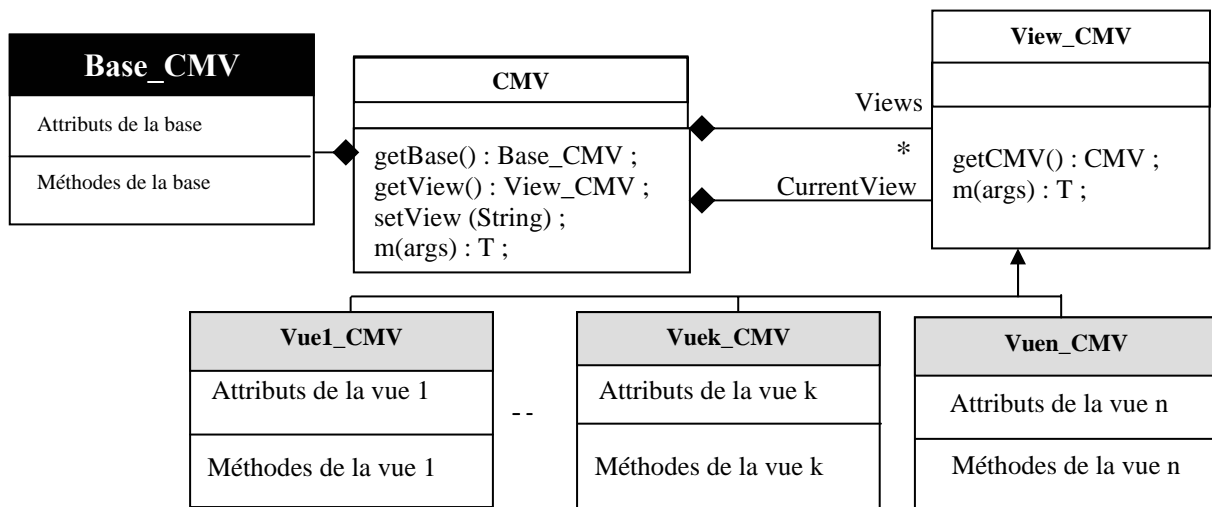 Base_CMV
Attributs de la base
Méthodes de la base
CMV
getBase() : Base_CMV ;
getView() : View_CMV ;
setView (String) ;
m(args) : T ;
Views
*
CurrentView
View_CMV
getCMV() : CMV ;
m(args) : T ;
Vue1_CMV
Attributs de la vue 1
Méthodes de la vue 1
--
Vuek_CMV
Attributs de la vue k
Méthodes de la vue k
Vuen_CMV
Attributs de la vue n
Méthodes de la vue n